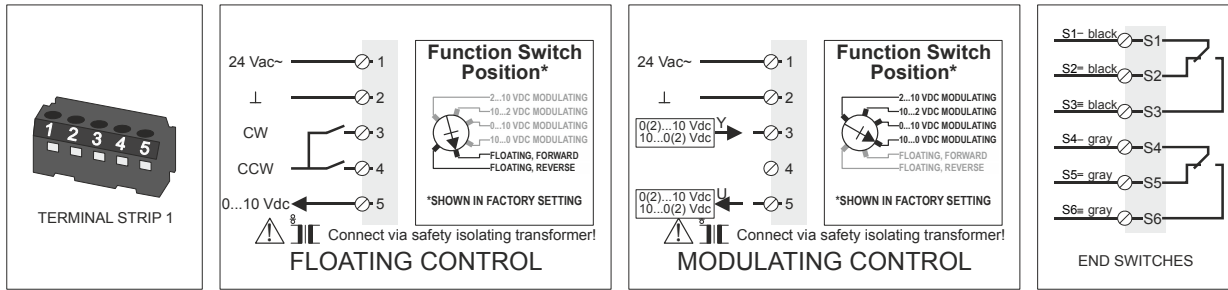 1 2 3 4 5
TERMINAL STRIP 1
24 Vac~ 1
⊥ 2
CW 3
CCW 4
0...10 Vdc 5
Function Switch
Position*
2...10 VDC MODULATING
10...2 VDC MODULATING
0...10 VDC MODULATING
10...0 VDC MODULATING
FLOATING, FORWARD
FLOATING, REVERSE
*SHOWN IN FACTORY SETTING
Connect via safety isolating transformer!
FLOATING CONTROL
24 Vac~ 1
⊥ 2
0(2)...10 Vdc Y
10...0(2) Vdc
3
4
0(2)...10 Vdc U
10...0(2) Vdc
5
Function Switch
Position*
2...10 VDC MODULATING
10...2 VDC MODULATING
0...10 VDC MODULATING
10...0 VDC MODULATING
FLOATING, FORWARD
FLOATING, REVERSE
*SHOWN IN FACTORY SETTING
Connect via safety isolating transformer!
MODULATING CONTROL
S1− black S1
S2= black S2
S3≡ black S3
S4− gray S4
S5= gray S5
S6≡ gray S6
END SWITCHES